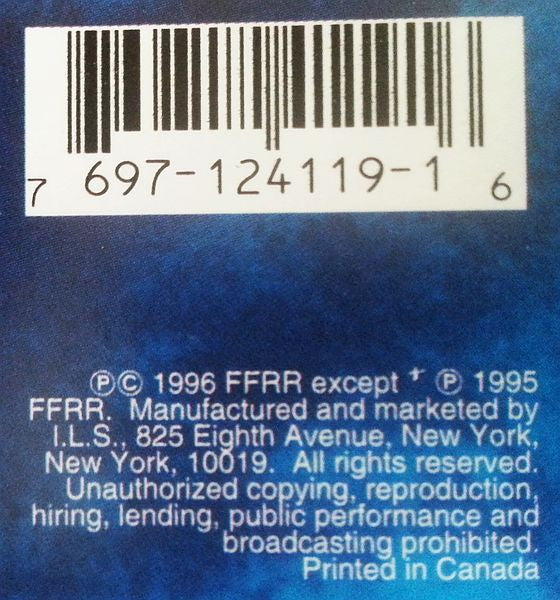 7 697-124119-1 6
ⓅⒸ 1996 FFRR except + Ⓟ 1995
FFRR. Manufactured and marketed by
I.L.S., 825 Eighth Avenue, New York,
New York, 10019. All rights reserved.
Unauthorized copying, reproduction,
hiring, lending, public performance and
broadcasting prohibited.
Printed in Canada